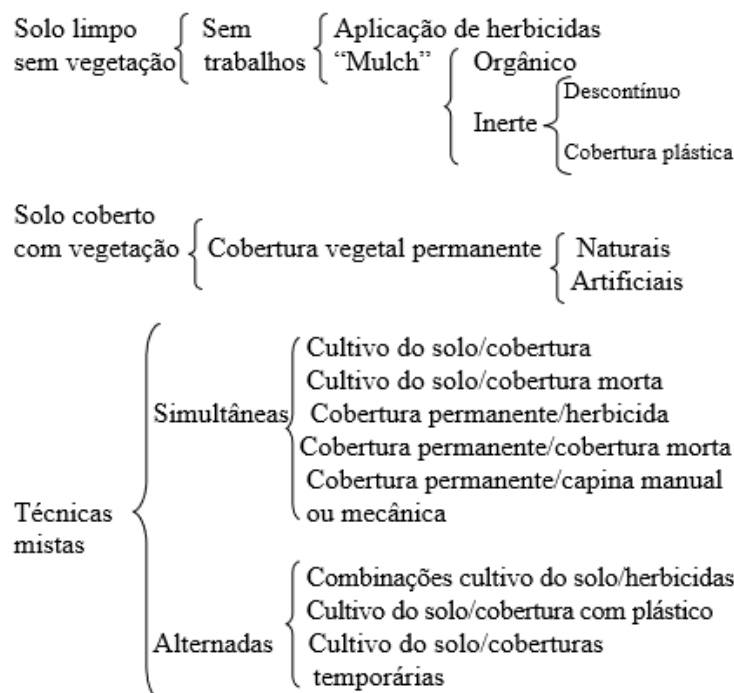 Solo limpo
sem vegetação
Sem
trabalhos
Aplicação de herbicidas
“Mulch”
Orgânico
Descontínuo
Inerte
Cobertura plástica
Solo coberto
com vegetação
Cobertura vegetal permanente
Naturais
Artificiais
Técnicas
mistas
Simultâneas
Cultivo do solo/cobertura
Cultivo do solo/cobertura morta
Cobertura permanente/herbicida
Cobertura permanente/cobertura morta
Cobertura permanente/capina manual
ou mecânica
Alternadas
Combinações cultivo do solo/herbicidas
Cultivo do solo/cobertura com plástico
Cultivo do solo/coberturas
temporárias